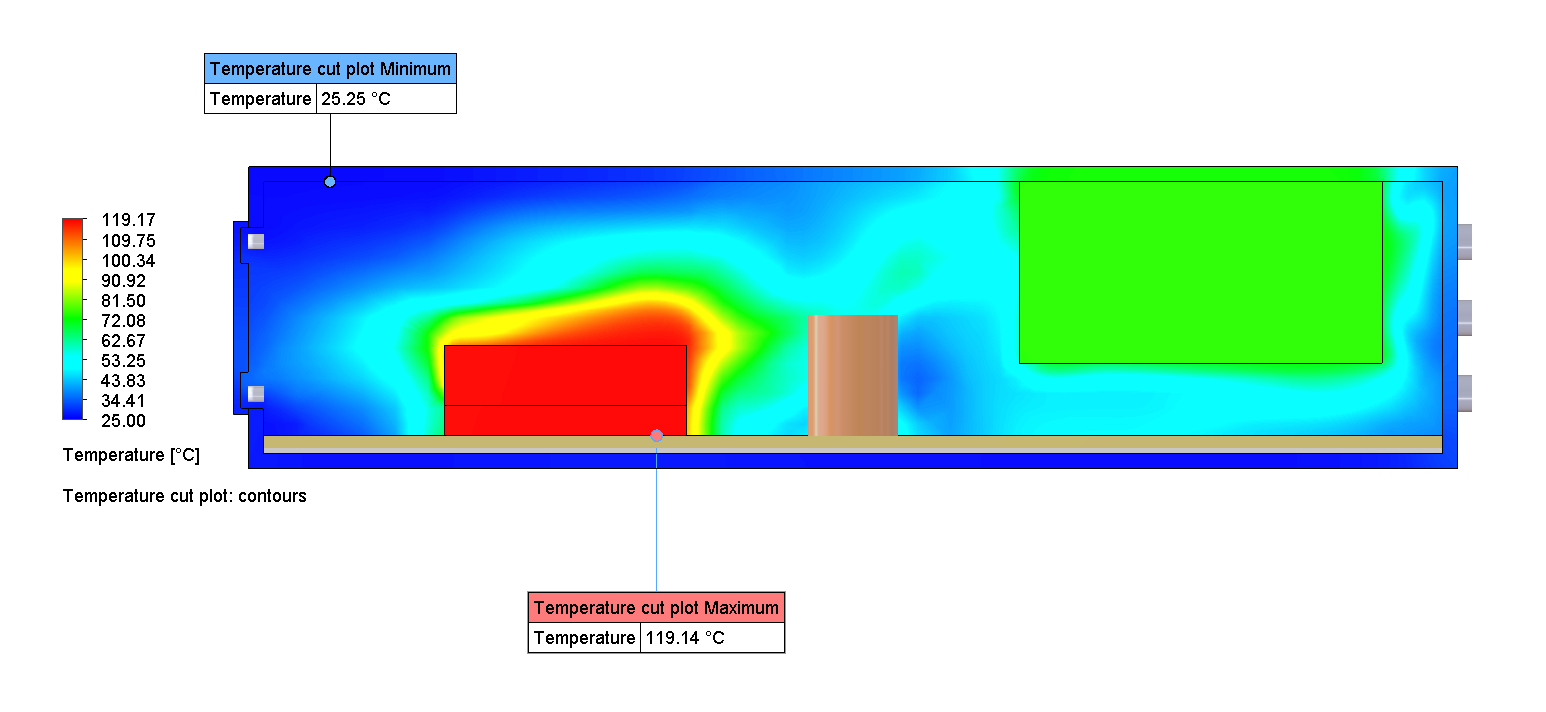 Temperature cut plot Minimum
Temperature 25.25 °C
119.17
109.75
100.34
90.92
81.50
72.08
62.67
53.25
43.83
34.41
25.00
Temperature [°C]
Temperature cut plot: contours
Temperature cut plot Maximum
Temperature 119.14 °C